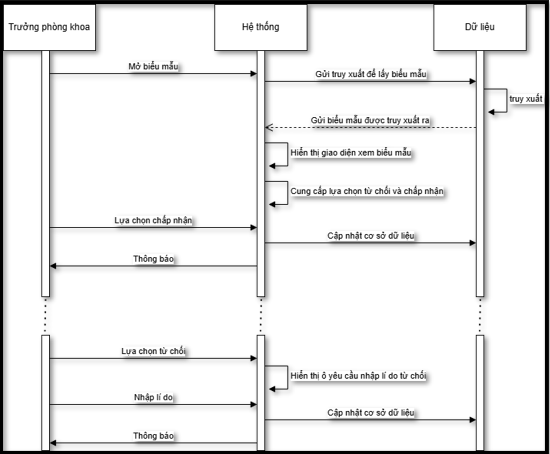 Trưởng phòng khoa
Hệ thống
Dữ liệu
Mở biểu mẫu
Gửi truy xuất để lấy biểu mẫu
truy xuất
Gửi biểu mẫu được truy xuất ra
Hiển thị giao diện xem biểu mẫu
Cung cấp lựa chọn từ chối và chấp nhận
Lựa chọn chấp nhận
Cập nhật cơ sở dữ liệu
Thông báo
Lựa chọn từ chối
Hiển thị ô yêu cầu nhập lí do từ chối
Nhập lí do
Cập nhật cơ sở dữ liệu
Thông báo